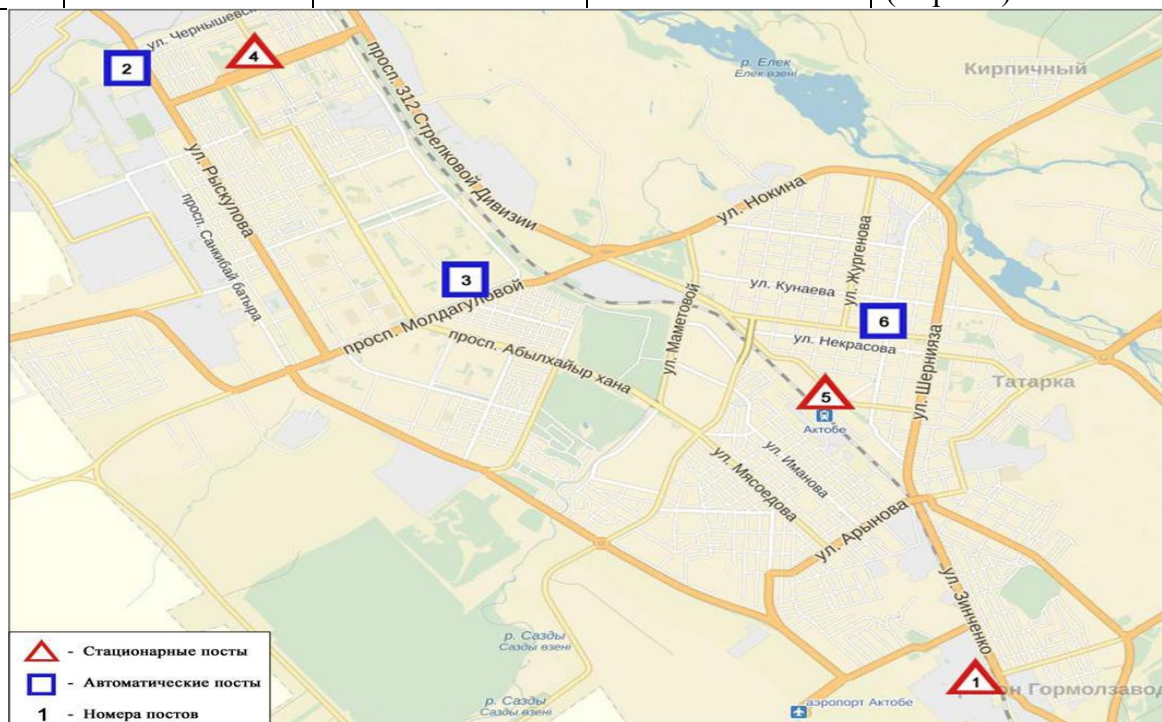 ул. Чернышевс
2
4
просп. 312 Стрелковой Дивизии
р. Елек
Елек өзені
Кирпичный
ул. Рыскулова
просп. Санкибай батыра
ул. Нокина
3
просп. Молдагуловой
ул. Маметовой
ул. Кунаева
ул. Жургенова
6
ул. Некрасова
ул. Шернияза
просп. Абылхайыр хана
5
Актобе
Татарка
ул. Иманова
ул. Мясоедова
ул. Арынова
ул. Зинченко
р. Сазды
Сазды өзені
р. Сазды
Сазды өзені
1
он Гормолзавод
аэропорт Актобе
- Стационарные посты
- Автоматические посты
1 - Номера постов